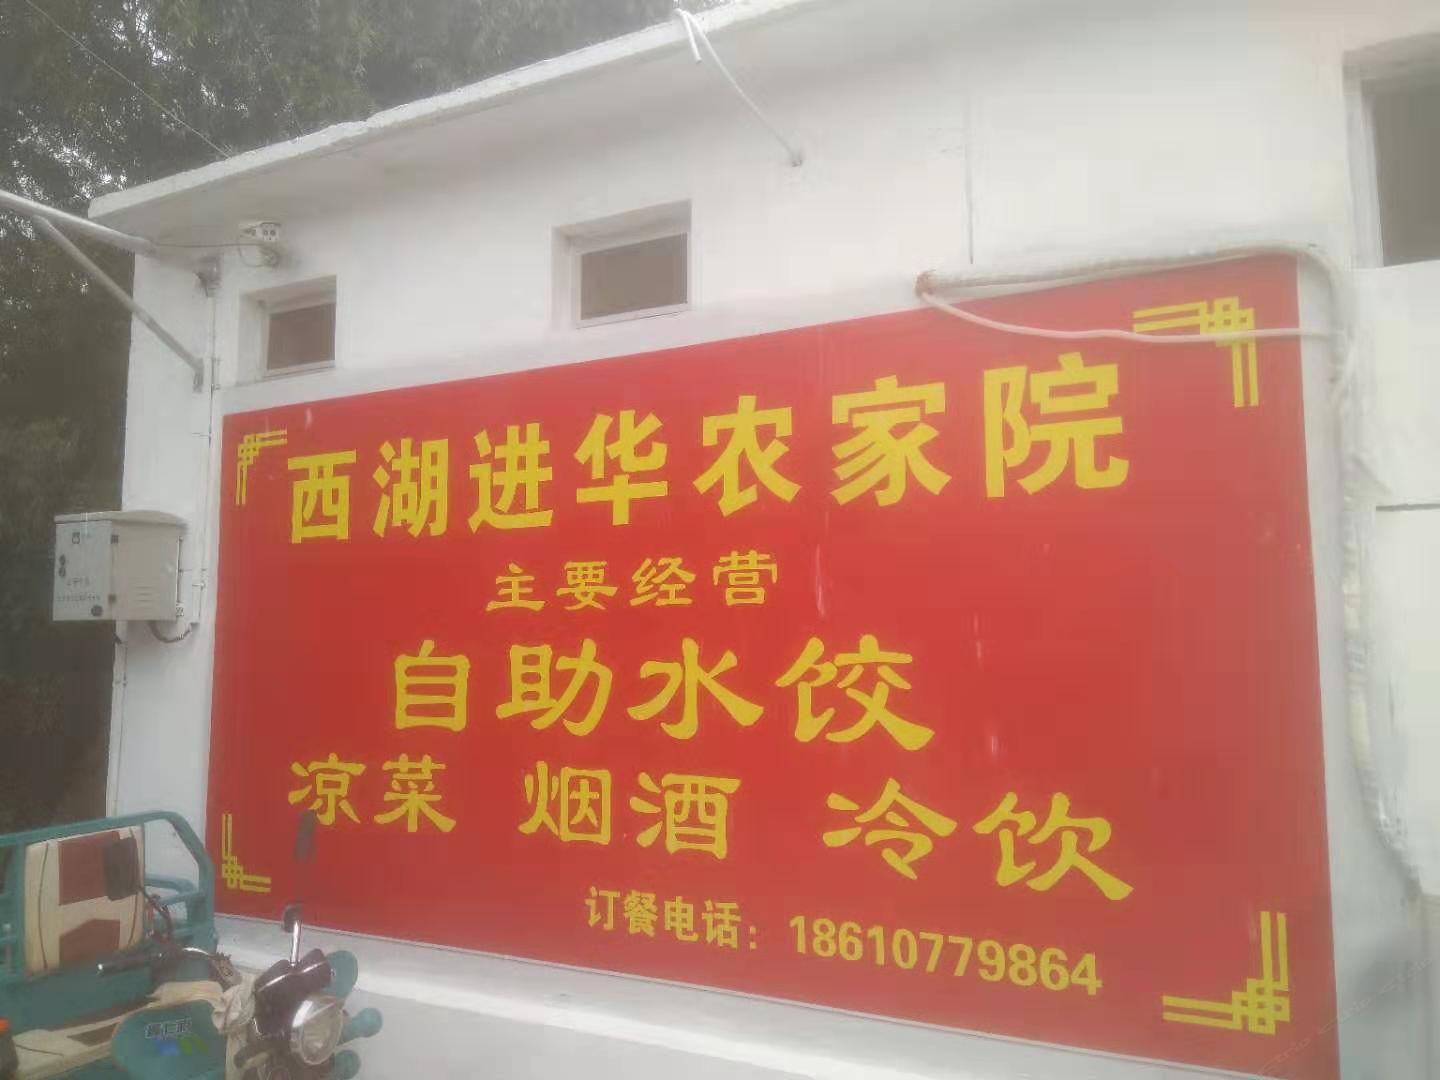 西湖进华农家院
主要经营
自助水饺
凉菜 烟酒 冷饮
订餐电话：18610779864